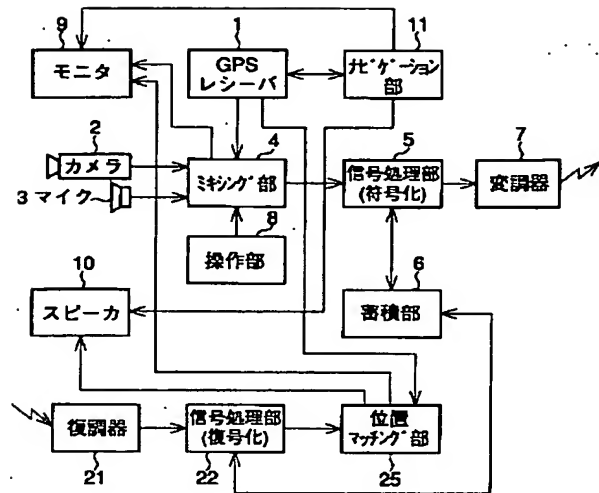 9
1
11
モニタ
GPS
レシーバ
ナビゲーション
部
2
4
5
7
カメラ
ミキシング部
信号処理部
(符号化)
変調器
3 マイク
8
操作部
10
6
スピーカ
蓄積部
復調器
信号処理部
(復号化)
位置
マッチング部
21
22
25